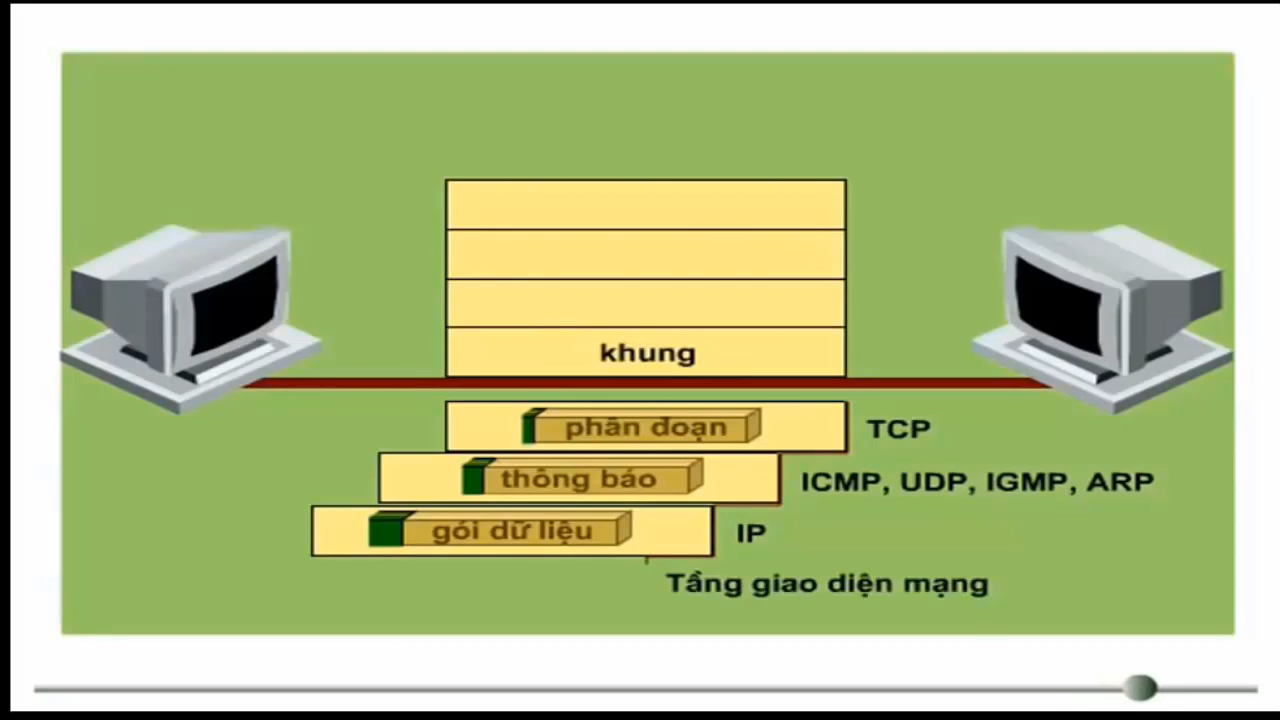 khung
phân đoạn TCP
thông báo ICMP, UDP, IGMP, ARP
gói dữ liệu IP
Tầng giao diện mạng